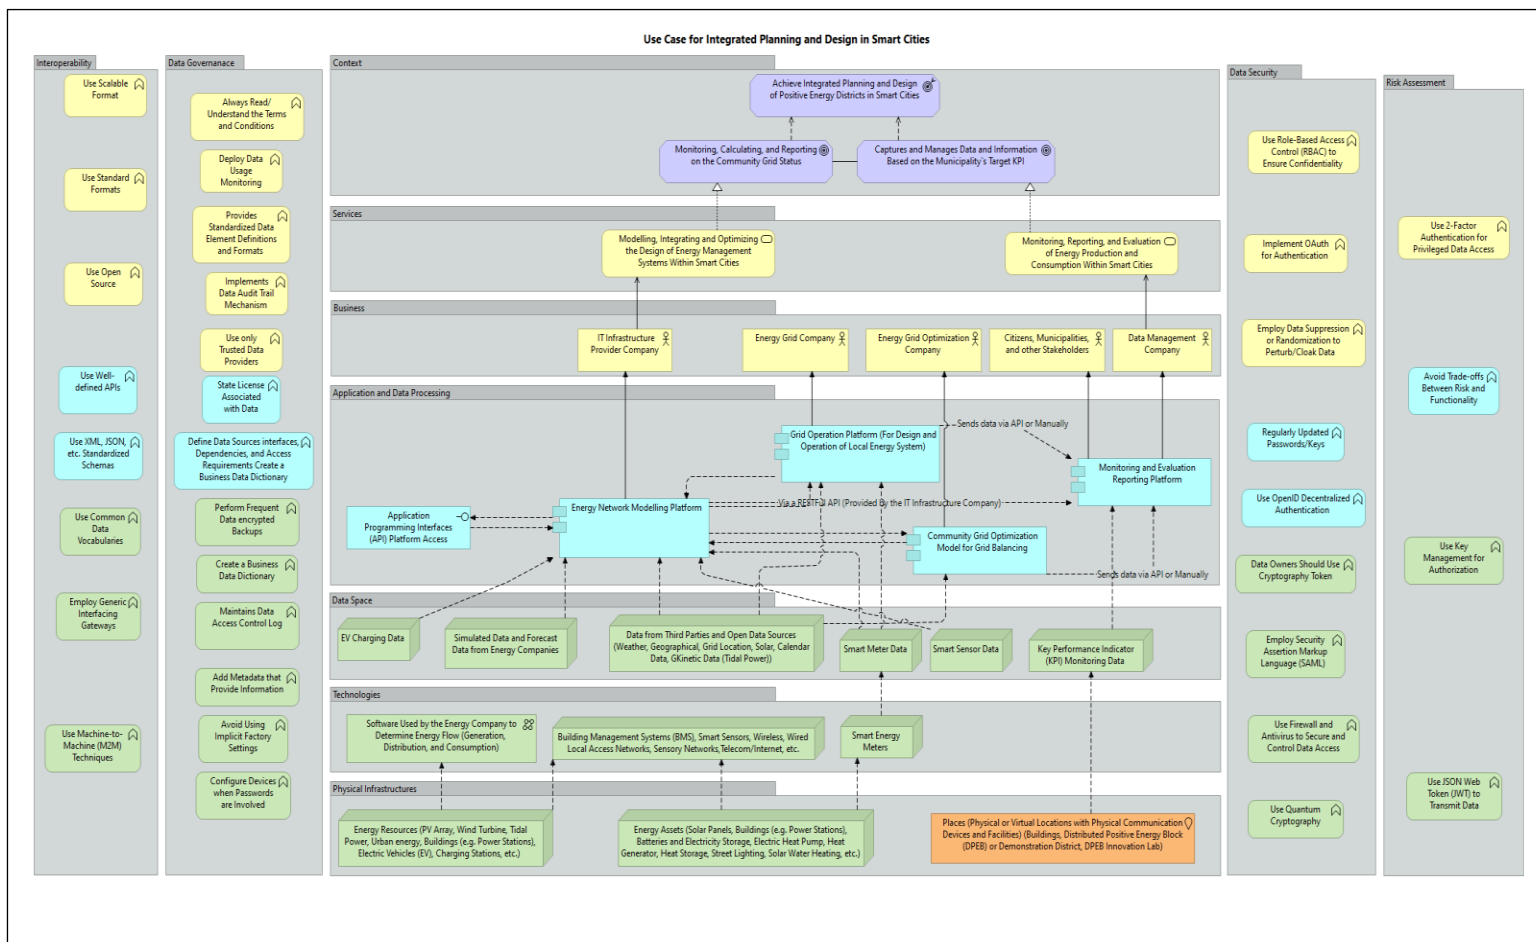 Use Case for Integrated Planning and Design in Smart Cities
Interoperability
Use Scalable
Format
Use Standard
Formats
Use Open
Source
Use Well-
defined APIs
Use XML, JSON,
etc. Standardized
Schemas
Use Common
Data
Vocabularies
Employ Generic
Interfacing
Gateways
Use Machine-to-
Machine (M2M)
Techniques
Data Governanace
Always Read/
Understand the Terms
and Conditions
Deploy Data
Usage
Monitoring
Provides
Standardized Data
Element Definitions
and Formats
Implements
Data Audit Trail
Mechanism
Use only
Trusted Data
Providers
State License
Associated
with Data
Define Data Sources interfaces,
Dependencies, and Access
Requirements Create a
Business Data Dictionary
Perform Frequent
Data encrypted
Backups
Create a Business
Data Dictionary
Maintains Data
Access Control Log
Add Metadata that
Provide Information
Avoid Using
Implicit Factory
Settings
Configure Devices
when Passwords
are Involved
Context
Achieve Integrated Planning and Design
of Positive Energy Districts in Smart Cities
Monitoring, Calculating, and Reporting
on the Community Grid Status
Captures and Manages Data and Information
Based on the Municipality`s Target KPI
Services
Modelling, Integrating and Optimizing
the Design of Energy Management
Systems Within Smart Cities
Monitoring, Reporting, and Evaluation
of Energy Production and
Consumption Within Smart Cities
Business
IT Infrastructure
Provider Company
Energy Grid Company
Energy Grid Optimization
Company
Citizens, Municipalities,
and other Stakeholders
Data Management
Company
Application and Data Processing
Grid Operation Platform (For Design and
Operation of Local Energy System)
Sends data via API or Manually
Monitoring and Evaluation
Reporting Platform
Energy Network Modelling Platform
Via a RESTFUl API (Provided by the IT Infrastructure Company)
Application
Programming Interfaces
(API) Platform Access
Community Grid Optimization
Model for Grid Balancing
Sends data via API or Manually
Data Space
EV Charging Data
Simulated Data and Forecast
Data from Energy Companies
Data from Third Parties and Open Data Sources
(Weather, Geographical, Grid Location, Solar, Calendar
Data, GKinetic Data (Tidal Power))
Smart Meter Data
Smart Sensor Data
Key Performance Indicator
(KPI) Monitoring Data
Technologies
Software Used by the Energy Company to
Determine Energy Flow (Generation,
Distribution, and Consumption)
Building Management Systems (BMS), Smart Sensors, Wireless, Wired
Local Access Networks, Sensory Networks,Telecom/Internet, etc.
Smart Energy
Meters
Physical Infrastructures
Energy Resources (PV Array, Wind Turbine, Tidal
Power, Urban energy, Buildings (e.g. Power Stations),
Electric Vehicles (EV), Charging Stations, etc.)
Energy Assets (Solar Panels, Buildings (e.g. Power Stations),
Batteries and Electricity Storage, Electric Heat Pump, Heat
Generator, Heat Storage, Street Lighting, Solar Water Heating, etc.)
Places (Physical or Virtual Locations with Physical Communication
Devices and Facilities) (Buildings, Distributed Positive Energy Block
(DPEB) or Demonstration District, DPEB Innovation Lab)
Data Security
Use Role-Based Access
Control (RBAC) to
Ensure Confidentiality
Implement OAuth
for Authentication
Employ Data Suppression
or Randomization to
Perturb/Cloak Data
Regularly Updated
Passwords/Keys
Use OpenID Decentralized
Authentication
Data Owners Should Use
Cryptography Token
Employ Security
Assertion Markup
Language (SAML)
Use Firewall and
Antivirus to Secure and
Control Data Access
Use Quantum
Cryptography
Risk Assessment
Use 2-Factor
Authentication for
Privileged Data Access
Avoid Trade-offs
Between Risk and
Functionality
Use Key
Management for
Authorization
Use JSON Web
Token (JWT) to
Transmit Data